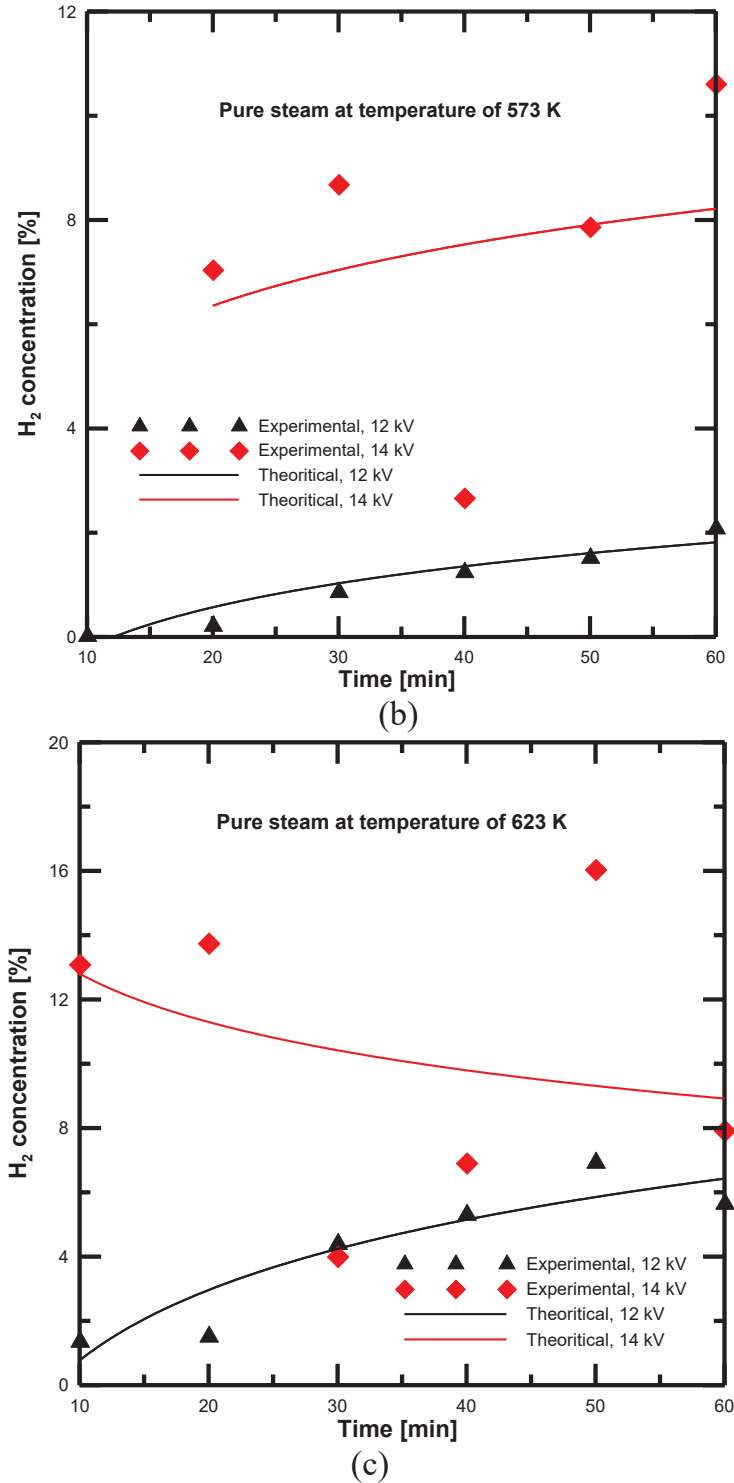 12
Pure steam at temperature of 573 K
8
H2 concentration [%]
4
Experimental, 12 kV
Experimental, 14 kV
Theoritical, 12 kV
Theoritical, 14 kV
0
10 20 30 40 50 60
Time [min]
(b)
20
Pure steam at temperature of 623 K
16
12
H2 concentration [%]
8
4
Experimental, 12 kV
Experimental, 14 kV
Theoritical, 12 kV
Theoritical, 14 kV
0
10 20 30 40 50 60
Time [min]
(c)